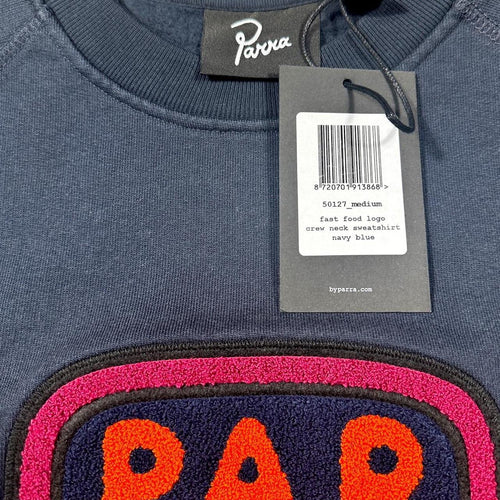 Parra
8 720701 913868 >
50127_medium
fast food logo
crew neck sweatshirt
navy blue
byparra.com
PAR